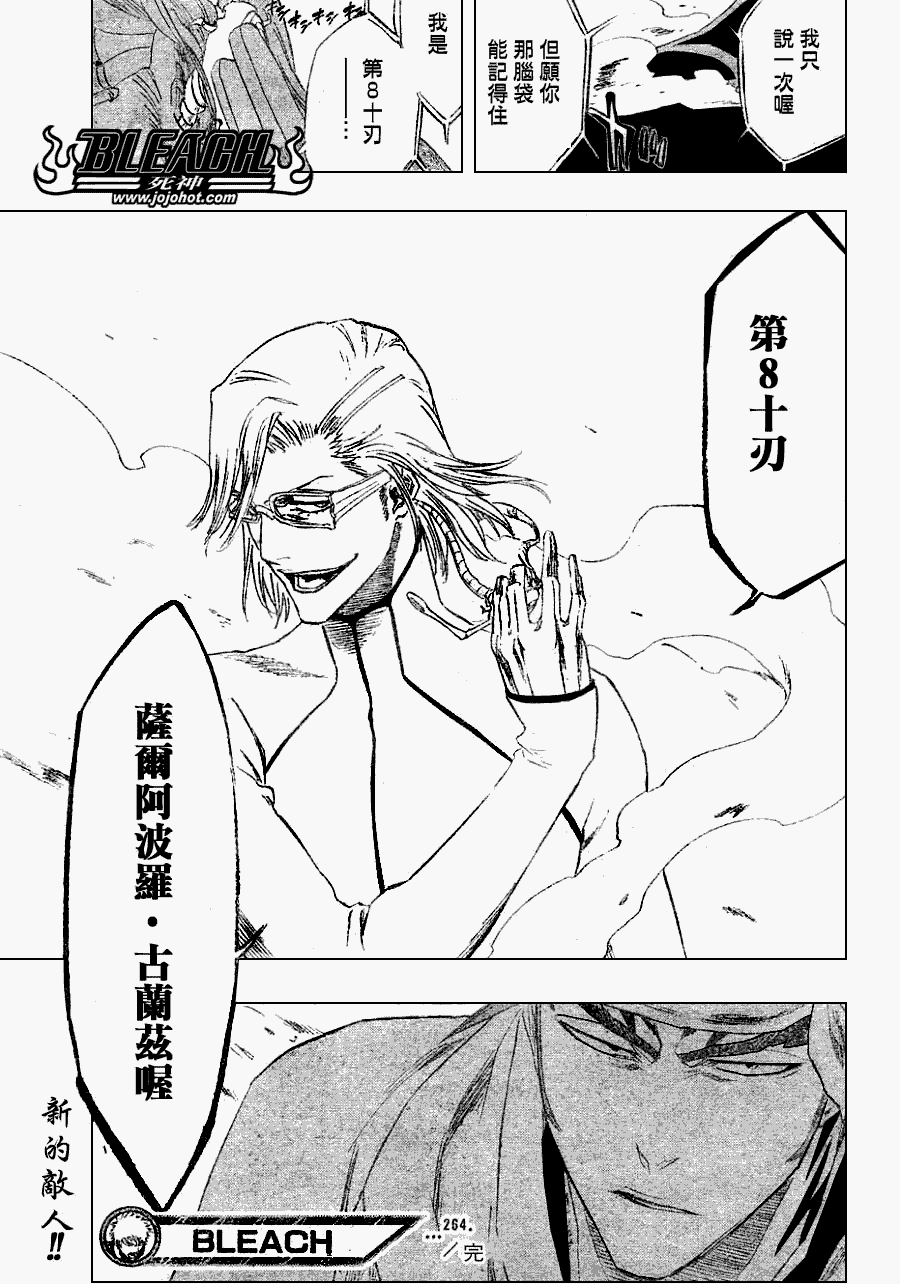 我只
說一次喔
但願你
那腦袋
能記得住
我是
第8十刃
……
BLEACH
死神
www.jojohot.com
第8十刃
薩爾阿波羅・古蘭茲喔
新的敵人!!
BLEACH
...264.
/完